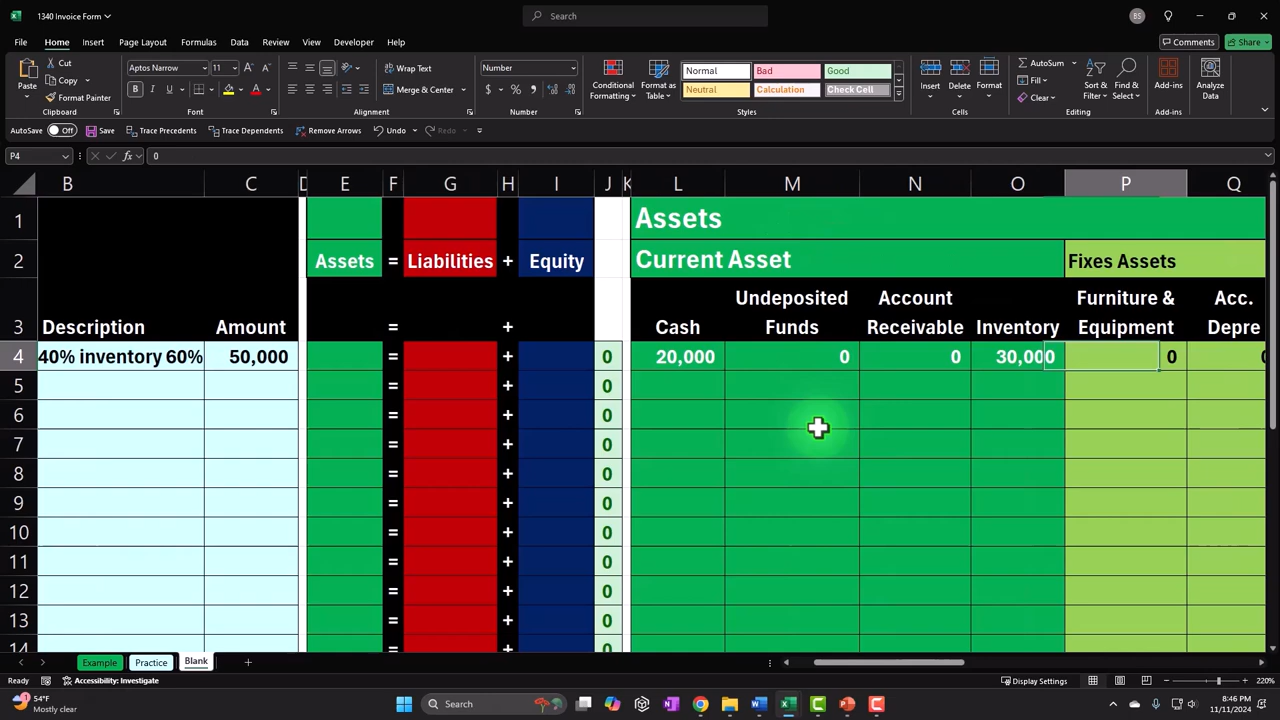 1340 Invoice Form
Search
BS
File Home Insert Page Layout Formulas Data Review View Developer Help
Comments
Share
Cut
Copy
Paste
Format Painter
Clipboard
Aptos Narrow
11
Font
Wrap Text
Merge & Center
Alignment
Number
Number
Conditional Formatting
Format as Table
Normal Bad Good
Neutral Calculation Check Cell
Styles
Insert Delete Format
Cells
AutoSum
Fill
Clear
Sort & Filter
Find & Select
Editing
Add-ins
Add-ins
Analyze Data
AutoSave Off Save Trace Precedents Trace Dependents Remove Arrows Undo Redo
P4
fx 0
B C D E F G H I J K L M N O P Q
1 Assets
2 Assets = Liabilities + Equity Current Asset Fixes Assets
Undeposited Account Furniture & Acc.
3 Description Amount = + Cash Funds Receivable Inventory Equipment Depre
4 40% inventory 60% 50,000 = + 0 20,000 0 0 30,000 0 0
5 = + 0
6 = + 0
7 = + 0
8 = + 0
9 = + 0
10 = + 0
11 = + 0
12 = + 0
13 = + 0
14
Example Practice Blank
Ready Accessibility: Investigate
Display Settings
220%
1
54°F
Mostly clear
Search
8:46 PM
11/11/2024